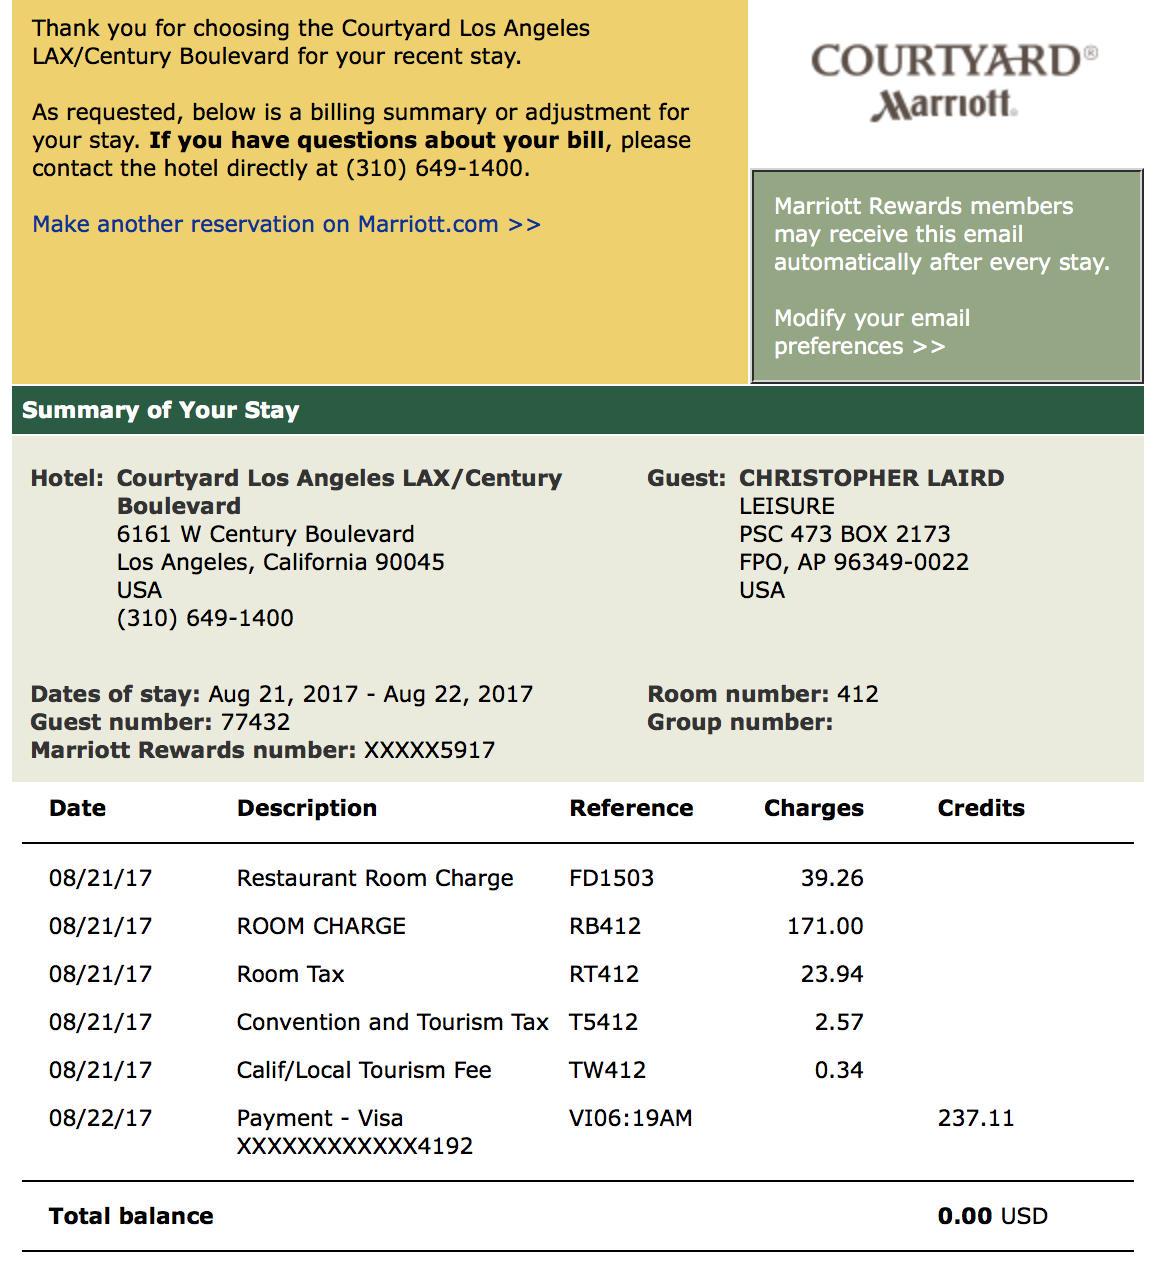 Thank you for choosing the Courtyard Los Angeles
LAX/Century Boulevard for your recent stay.
As requested, below is a billing summary or adjustment for
your stay. If you have questions about your bill, please
contact the hotel directly at (310) 649-1400.
Make another reservation on Marriott.com >>
COURTYARD®
Marriott.
Marriott Rewards members
may receive this email
automatically after every stay.
Modify your email
preferences >>
Summary of Your Stay
Hotel: Courtyard Los Angeles LAX/Century
Boulevard
6161 W Century Boulevard
Los Angeles, California 90045
USA
(310) 649-1400
Guest: CHRISTOPHER LAIRD
LEISURE
PSC 473 BOX 2173
FPO, AP 96349-0022
USA
Dates of stay: Aug 21, 2017 - Aug 22, 2017
Guest number: 77432
Marriott Rewards number: XXXXX5917
Room number: 412
Group number:
Date Description Reference Charges Credits
08/21/17 Restaurant Room Charge FD1503 39.26
08/21/17 ROOM CHARGE RB412 171.00
08/21/17 Room Tax RT412 23.94
08/21/17 Convention and Tourism Tax T5412 2.57
08/21/17 Calif/Local Tourism Fee TW412 0.34
08/22/17 Payment - Visa VI06:19AM 237.11
XXXXXXXXXXXX4192
Total balance 0.00 USD